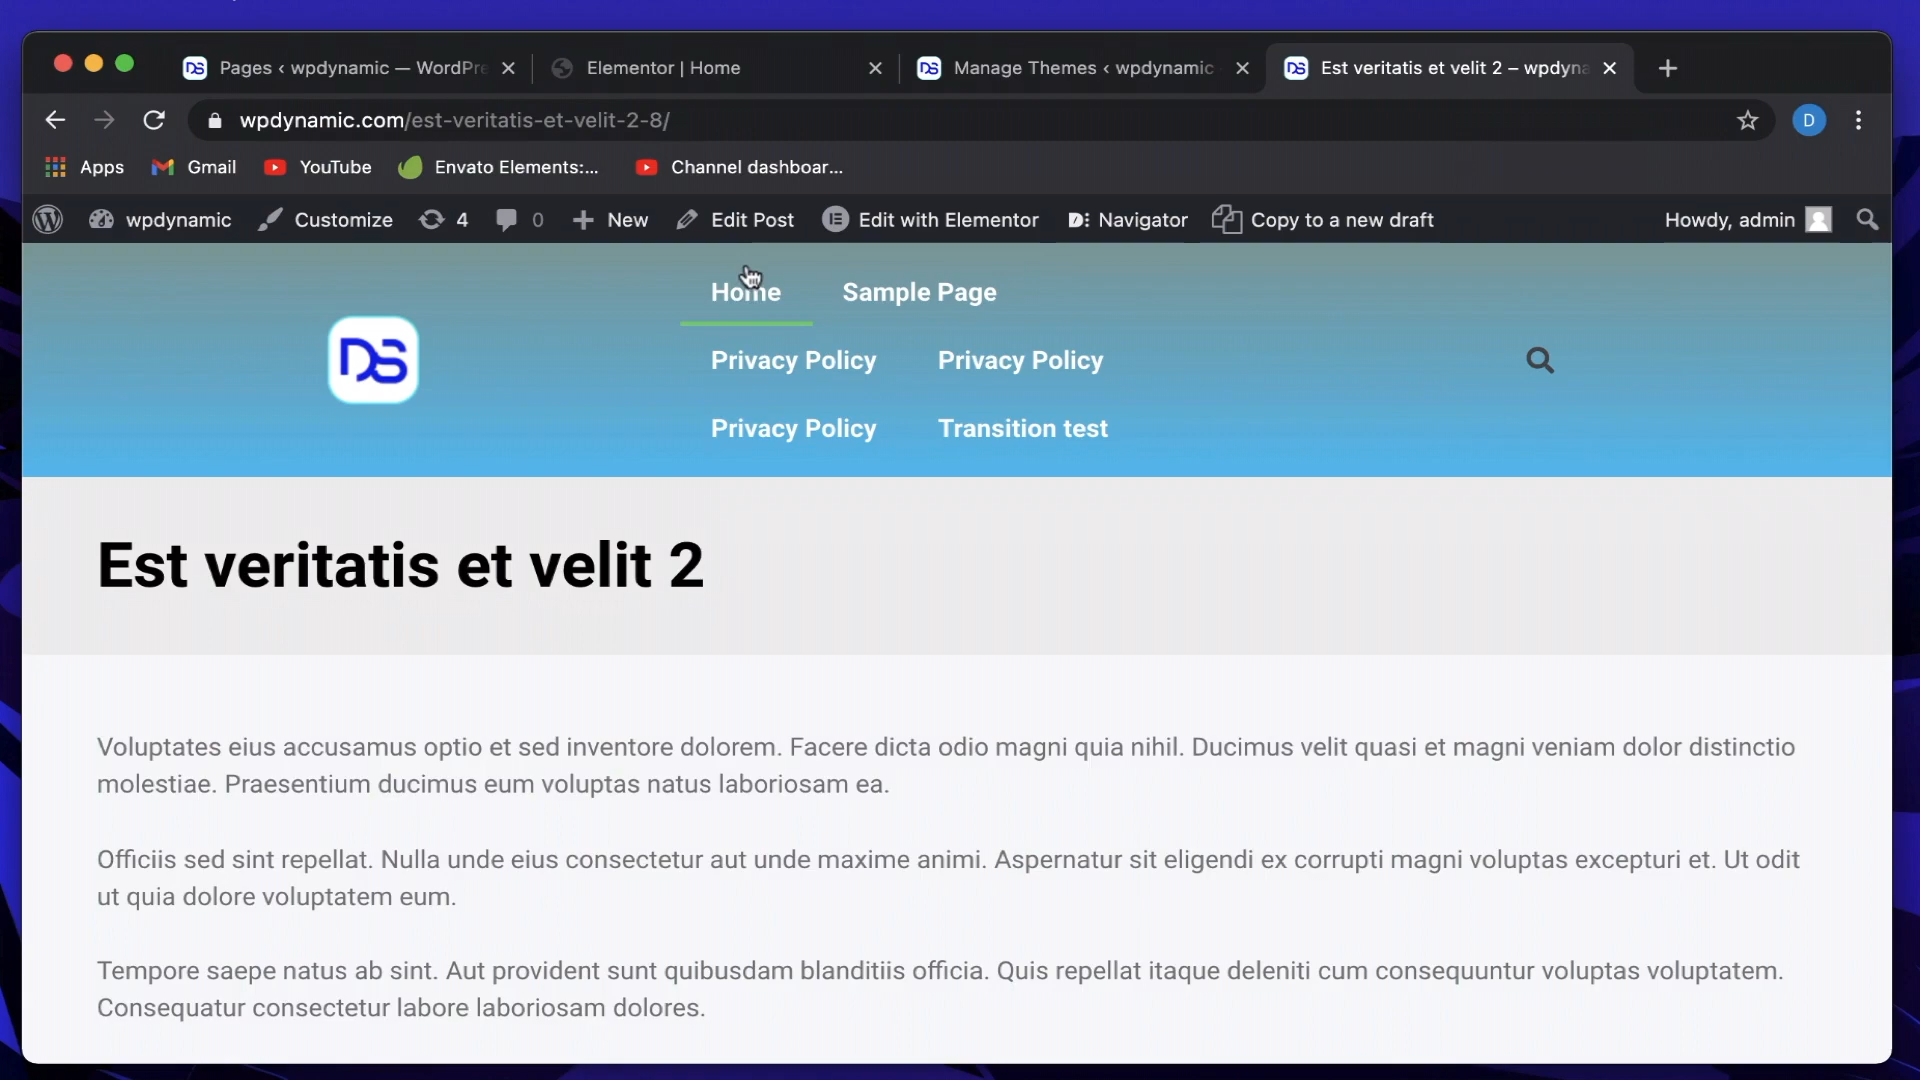 Pages < wpdynamic — WordPre
Elementor | Home
Manage Themes < wpdynamic
Est veritatis et velit 2 – wpdyna
wpdynamic.com/est-veritatis-et-velit-2-8/
D
Apps
Gmail
YouTube
Envato Elements:...
Channel dashboar...
wpdynamic
Customize
4
0
New
Edit Post
Edit with Elementor
Navigator
Copy to a new draft
Howdy, admin
Home
Sample Page
DS
Privacy Policy
Privacy Policy
Privacy Policy
Transition test
Est veritatis et velit 2
Voluptates eius accusamus optio et sed inventore dolorem. Facere dicta odio magni quia nihil. Ducimus velit quasi et magni veniam dolor distinctio
molestiae. Praesentium ducimus eum voluptas natus laboriosam ea.
Officiis sed sint repellat. Nulla unde eius consectetur aut unde maxime animi. Aspernatur sit eligendi ex corrupti magni voluptas excepturi et. Ut odit
ut quia dolore voluptatem eum.
Tempore saepe natus ab sint. Aut provident sunt quibusdam blanditiis officia. Quis repellat itaque deleniti cum consequuntur voluptas voluptatem.
Consequatur consectetur labore laboriosam dolores.